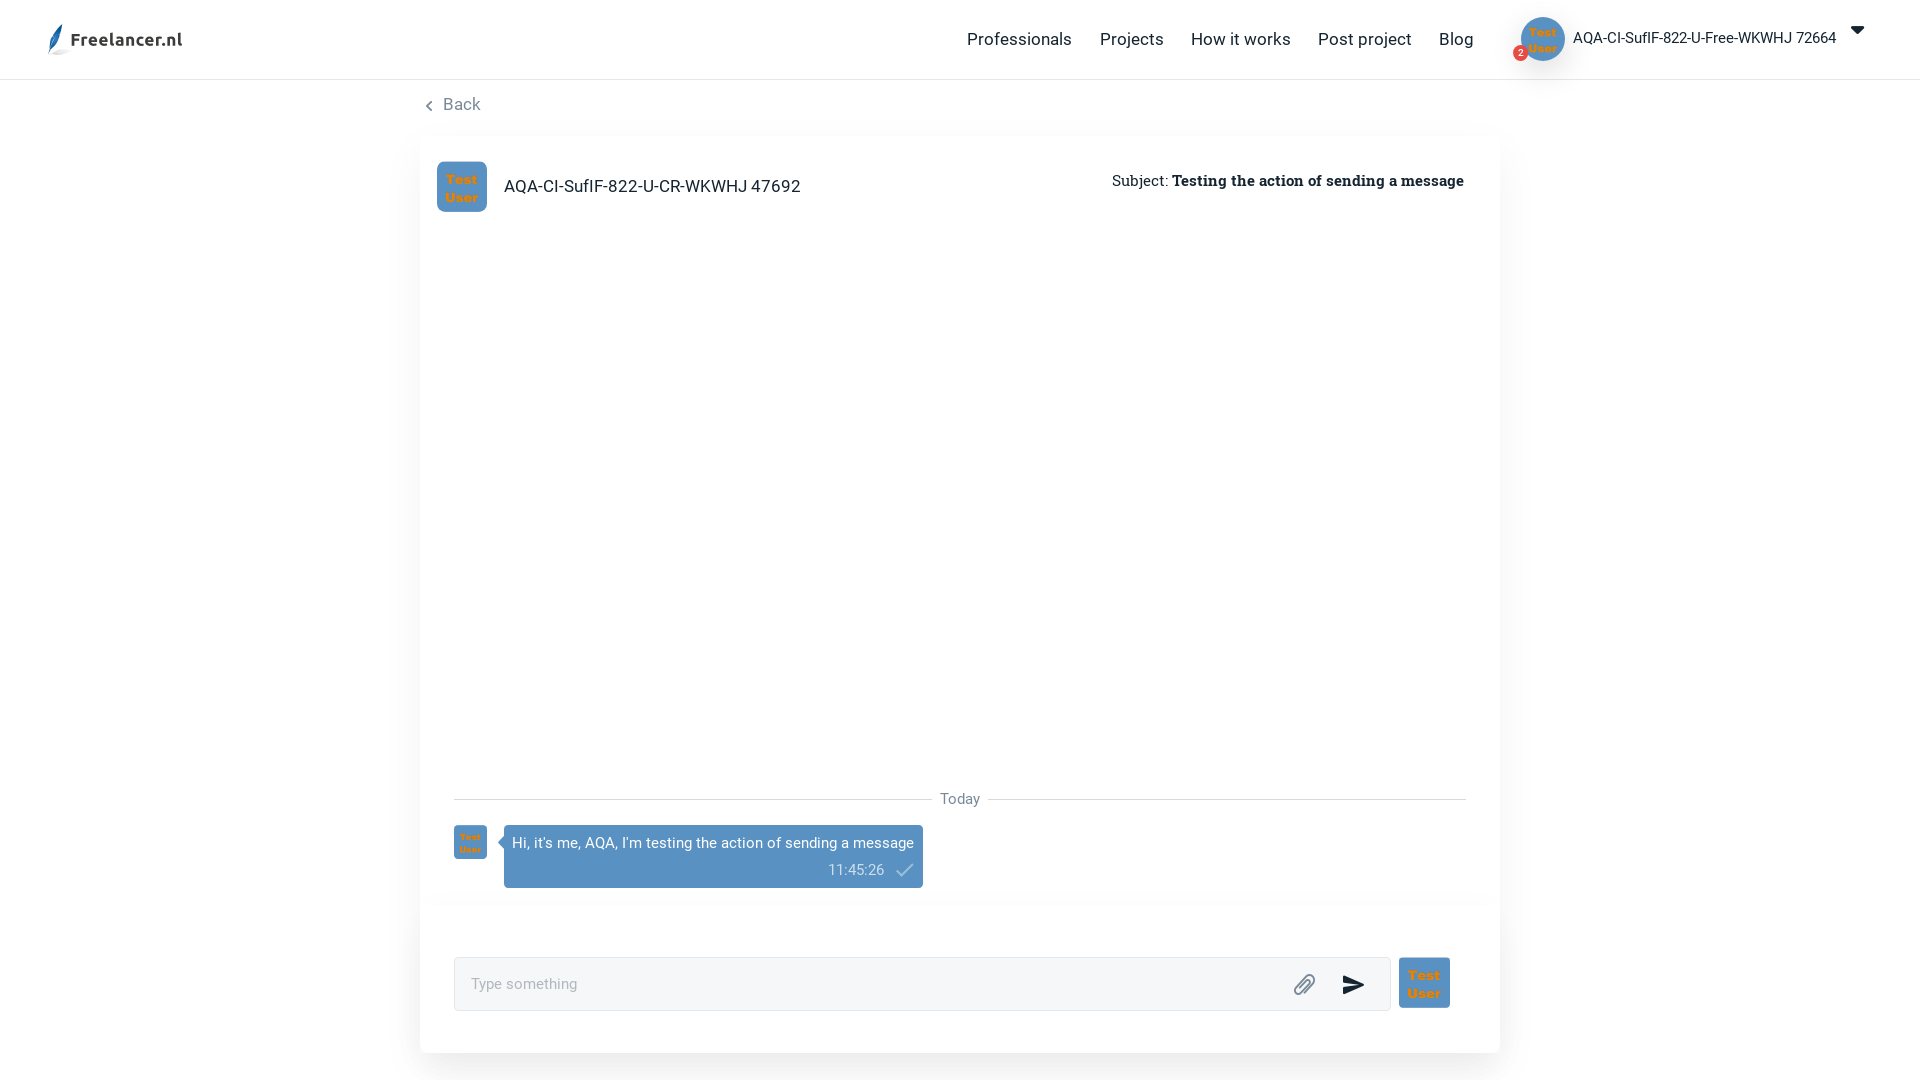 Freelancer.nl
Professionals
Projects
How it works
Post project
Blog
Test
User
2
AQA-CI-SufIF-822-U-Free-WKWHJ 72664
Back
Test
User
AQA-CI-SufIF-822-U-CR-WKWHJ 47692
Subject: Testing the action of sending a message
Today
Test
User
Hi, it's me, AQA, I'm testing the action of sending a message
11:45:26
Type something
Test
User